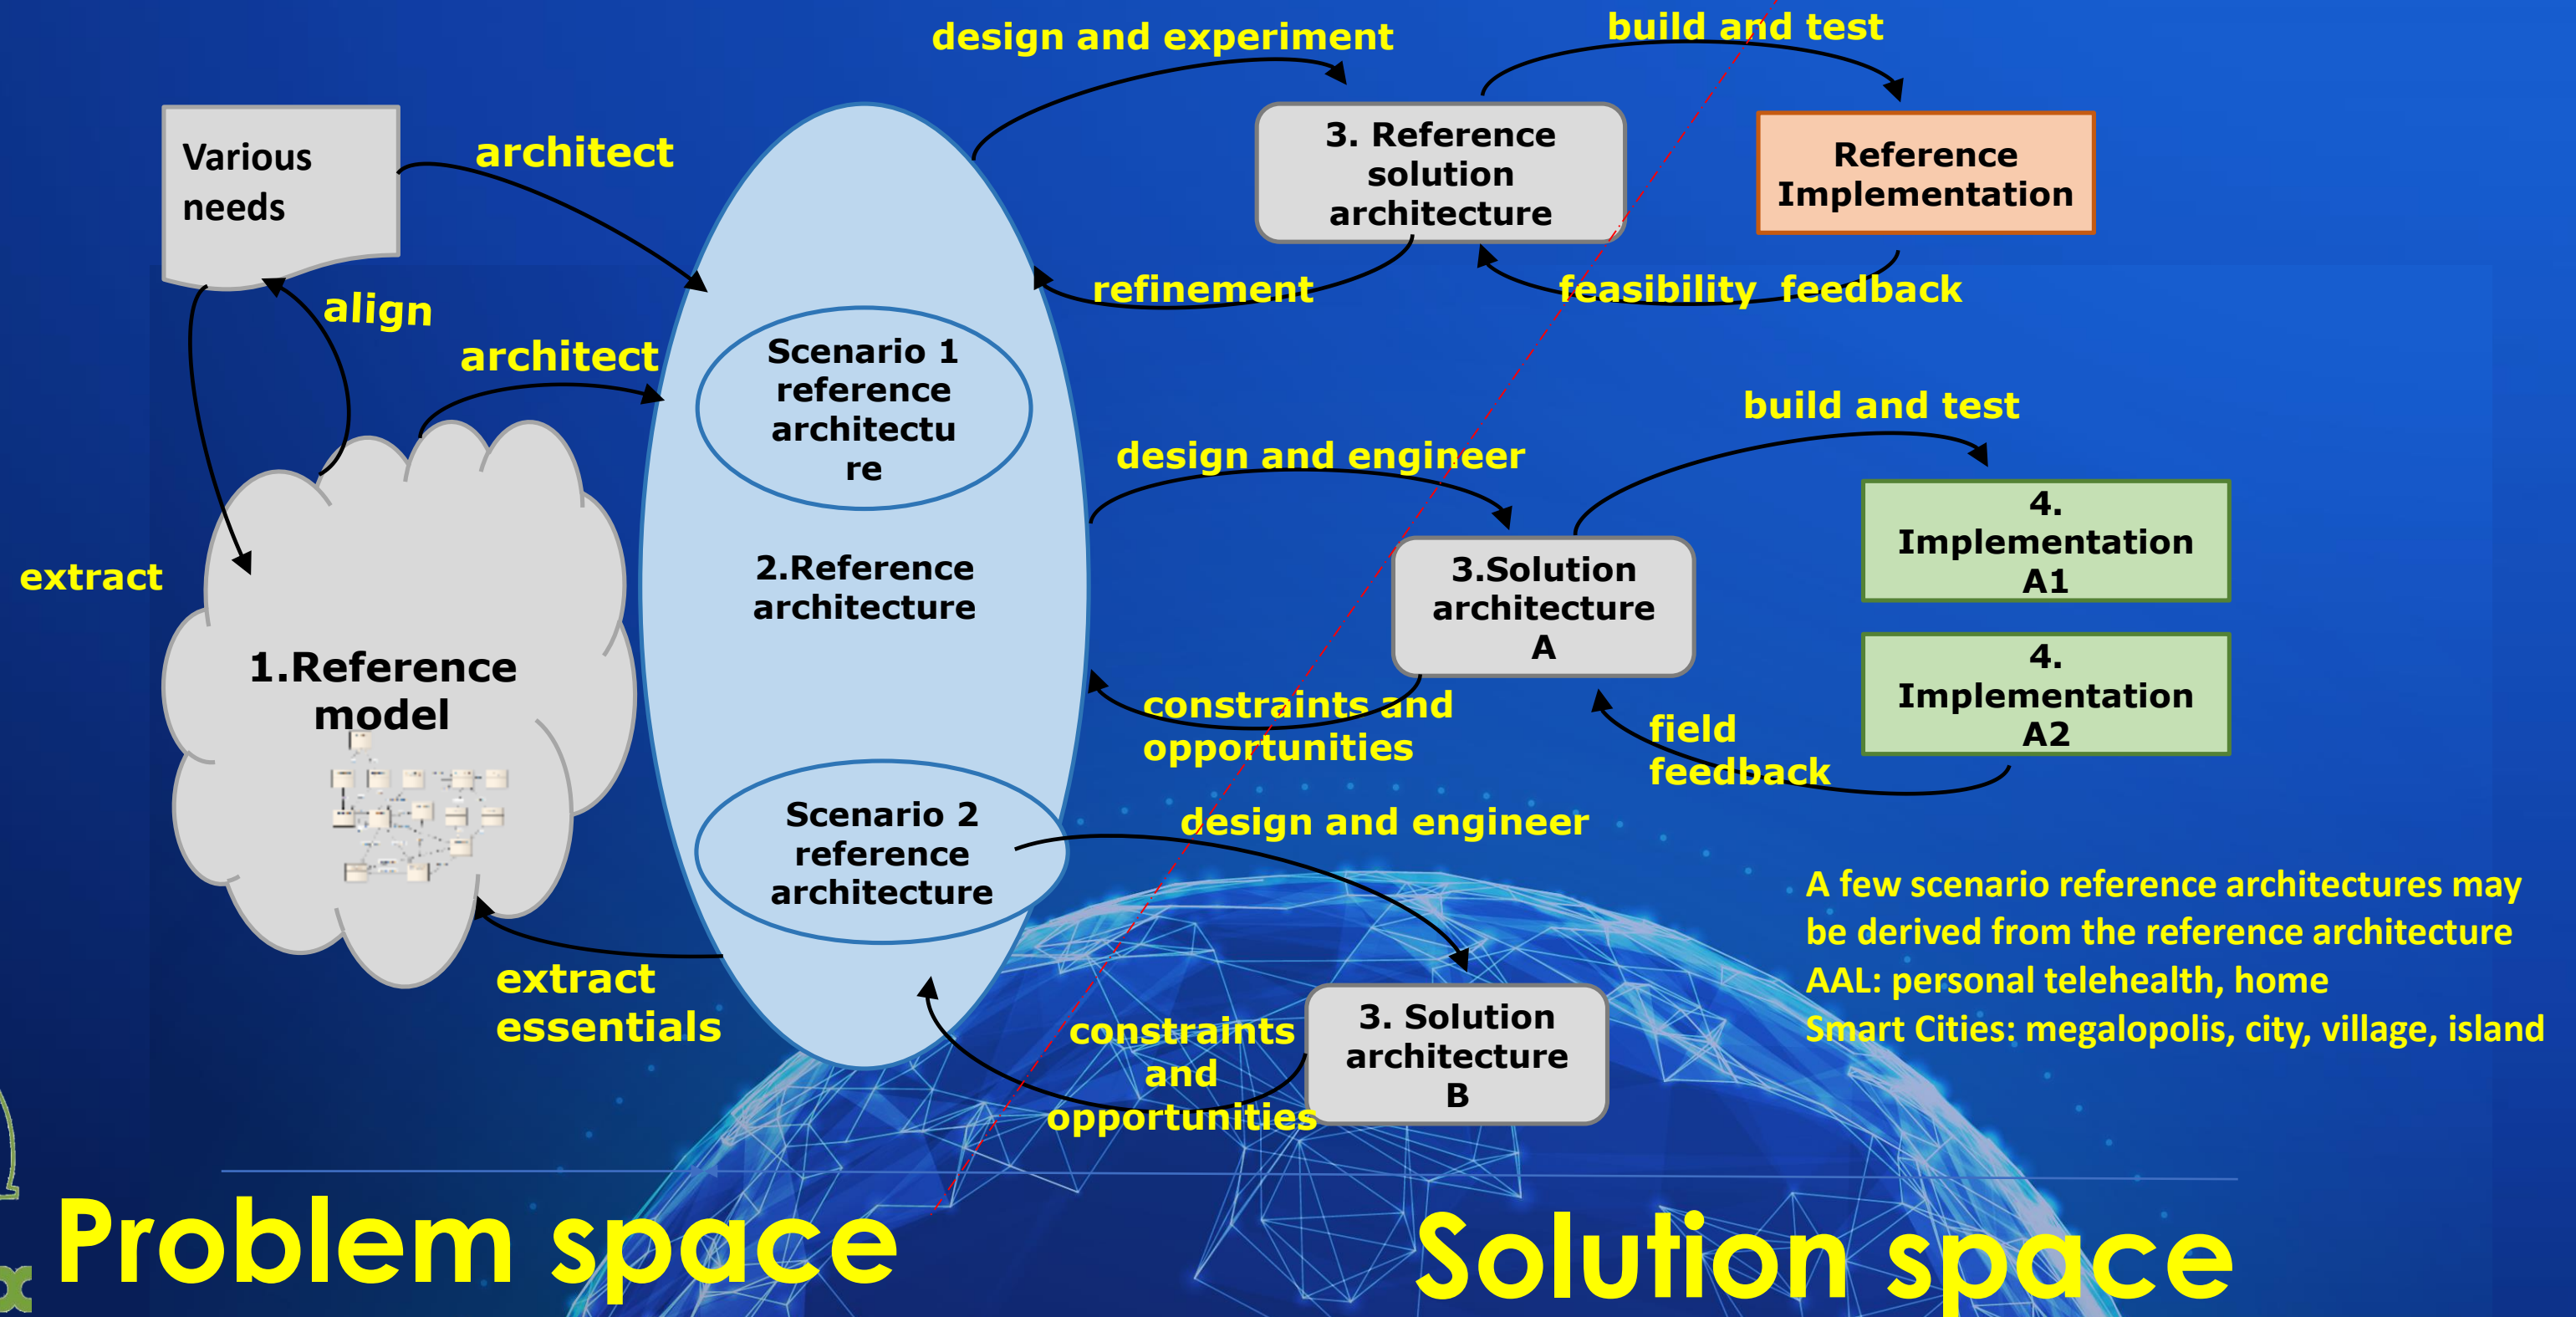 design and experiment
build and test
Various
needs
architect
3. Reference
solution
architecture
Reference
Implementation
align
refinement
feasibility feedback
architect
Scenario 1
reference
architectu
re
build and test
design and engineer
extract
2.Reference
architecture
3.Solution
architecture
A
4.
Implementation
A1
4.
Implementation
A2
1.Reference
model
constraints and
opportunities
field
feedback
Scenario 2
reference
architecture
design and engineer
extract
essentials
constraints
and
opportunities
3. Solution
architecture
B
A few scenario reference architectures may
be derived from the reference architecture
AAL: personal telehealth, home
Smart Cities: megalopolis, city, village, island
Problem space
Solution space